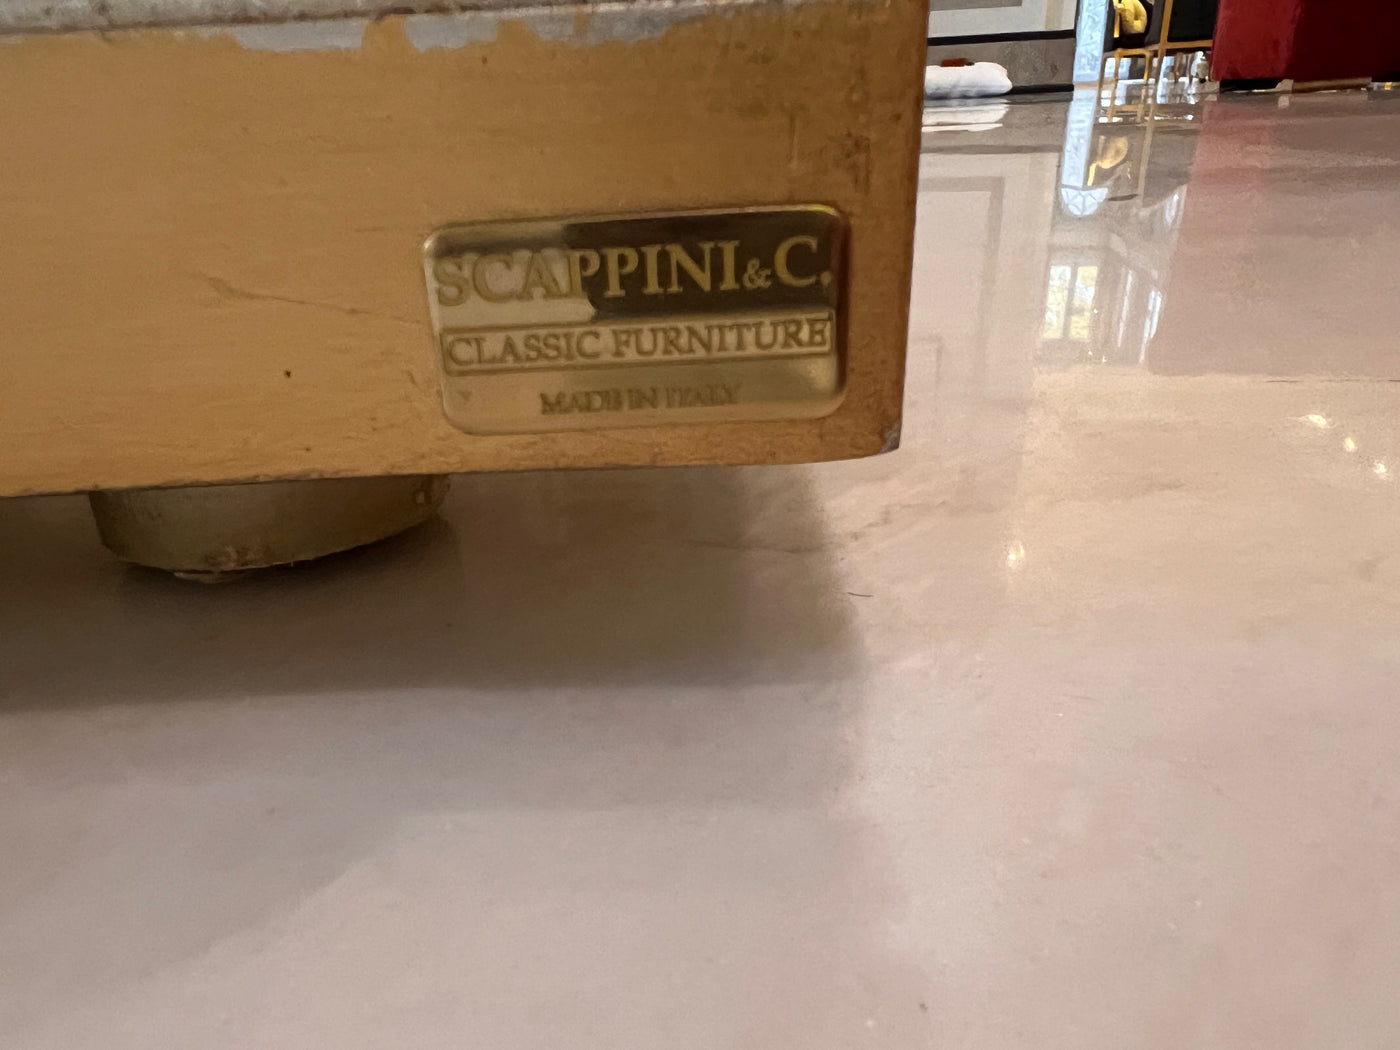 SCAPPINI & C.
CLASSIC FURNITURE
MADE IN ITALY